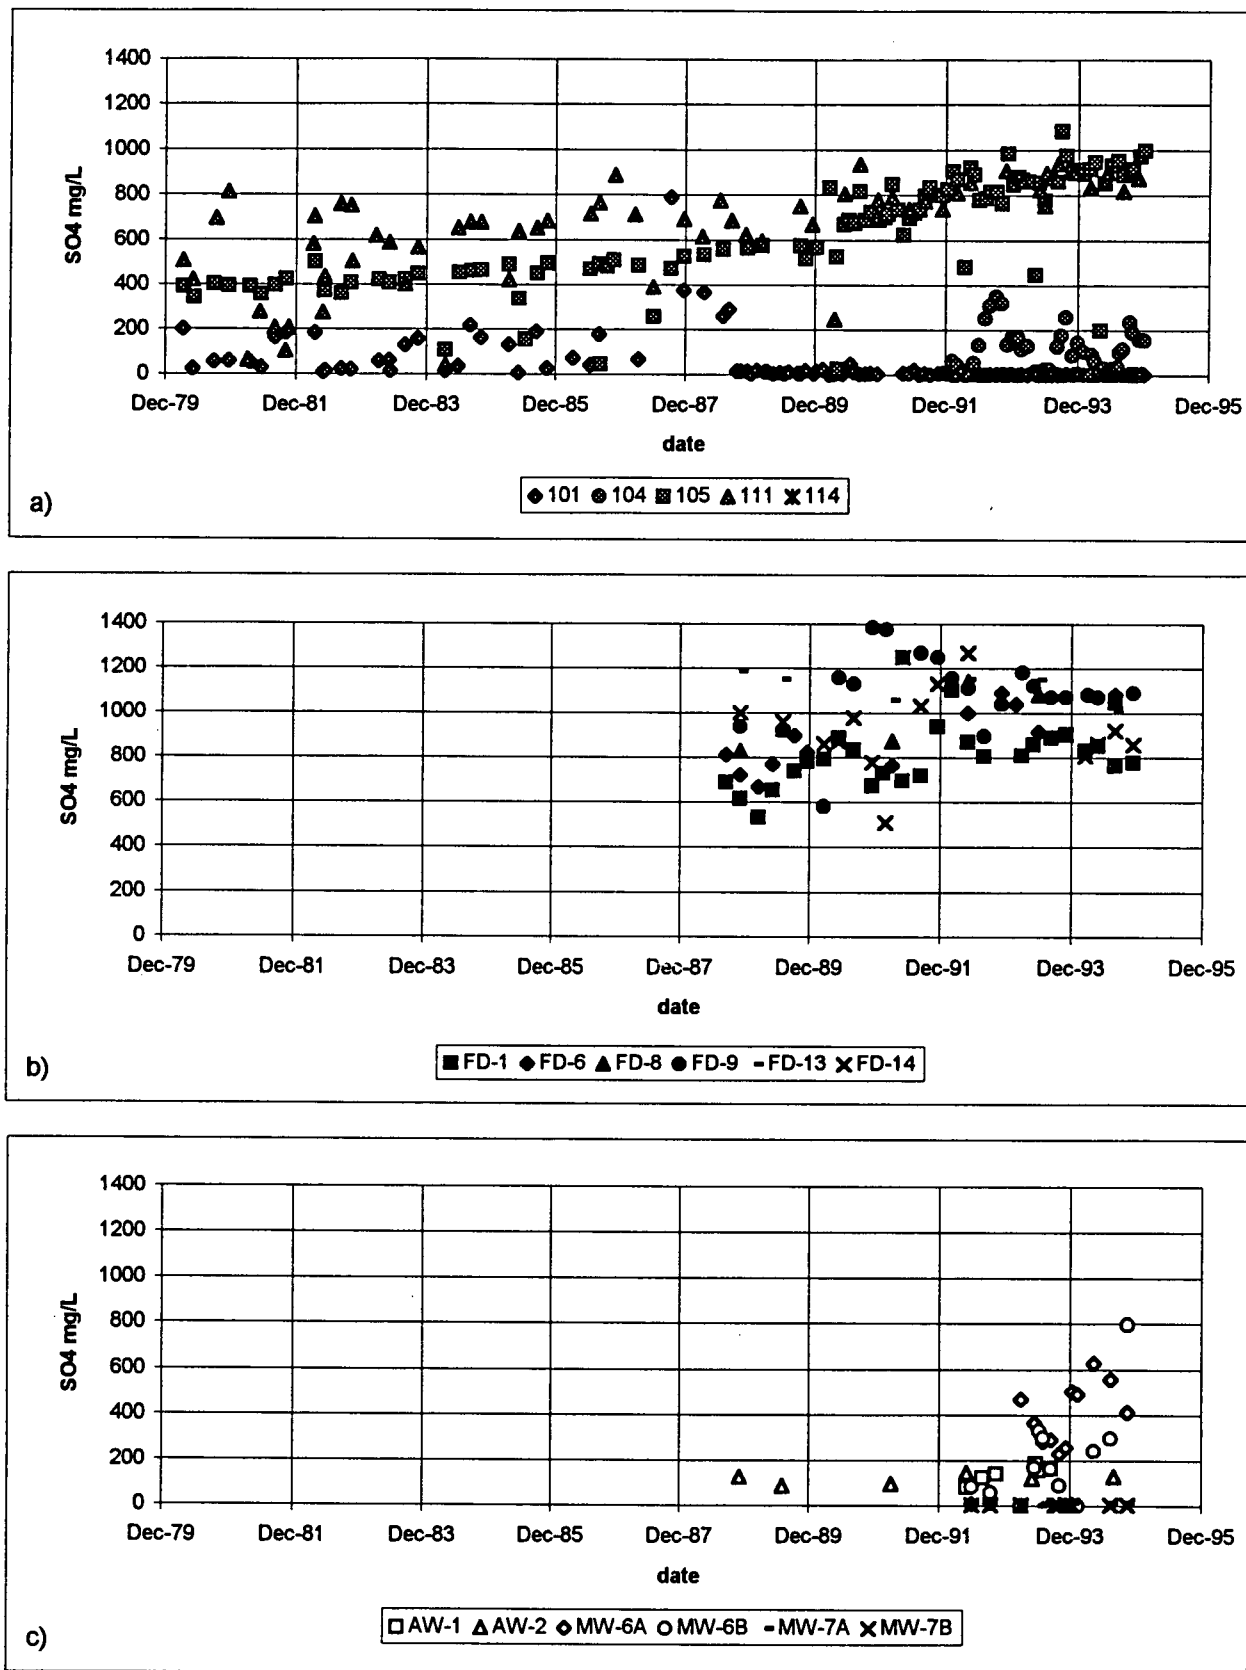 1400
1200
1000
800
600
400
200
0
SO4 mg/L
Dec-79 Dec-81 Dec-83 Dec-85 Dec-87 Dec-89 Dec-91 Dec-93 Dec-95
date
101 104 105 111 114
a)
1400
1200
1000
800
600
400
200
0
SO4 mg/L
Dec-79 Dec-81 Dec-83 Dec-85 Dec-87 Dec-89 Dec-91 Dec-93 Dec-95
date
FD-1 FD-6 FD-8 FD-9 FD-13 FD-14
b)
1400
1200
1000
800
600
400
200
0
SO4 mg/L
Dec-79 Dec-81 Dec-83 Dec-85 Dec-87 Dec-89 Dec-91 Dec-93 Dec-95
date
AW-1 AW-2 MW-6A MW-6B MW-7A MW-7B
c)